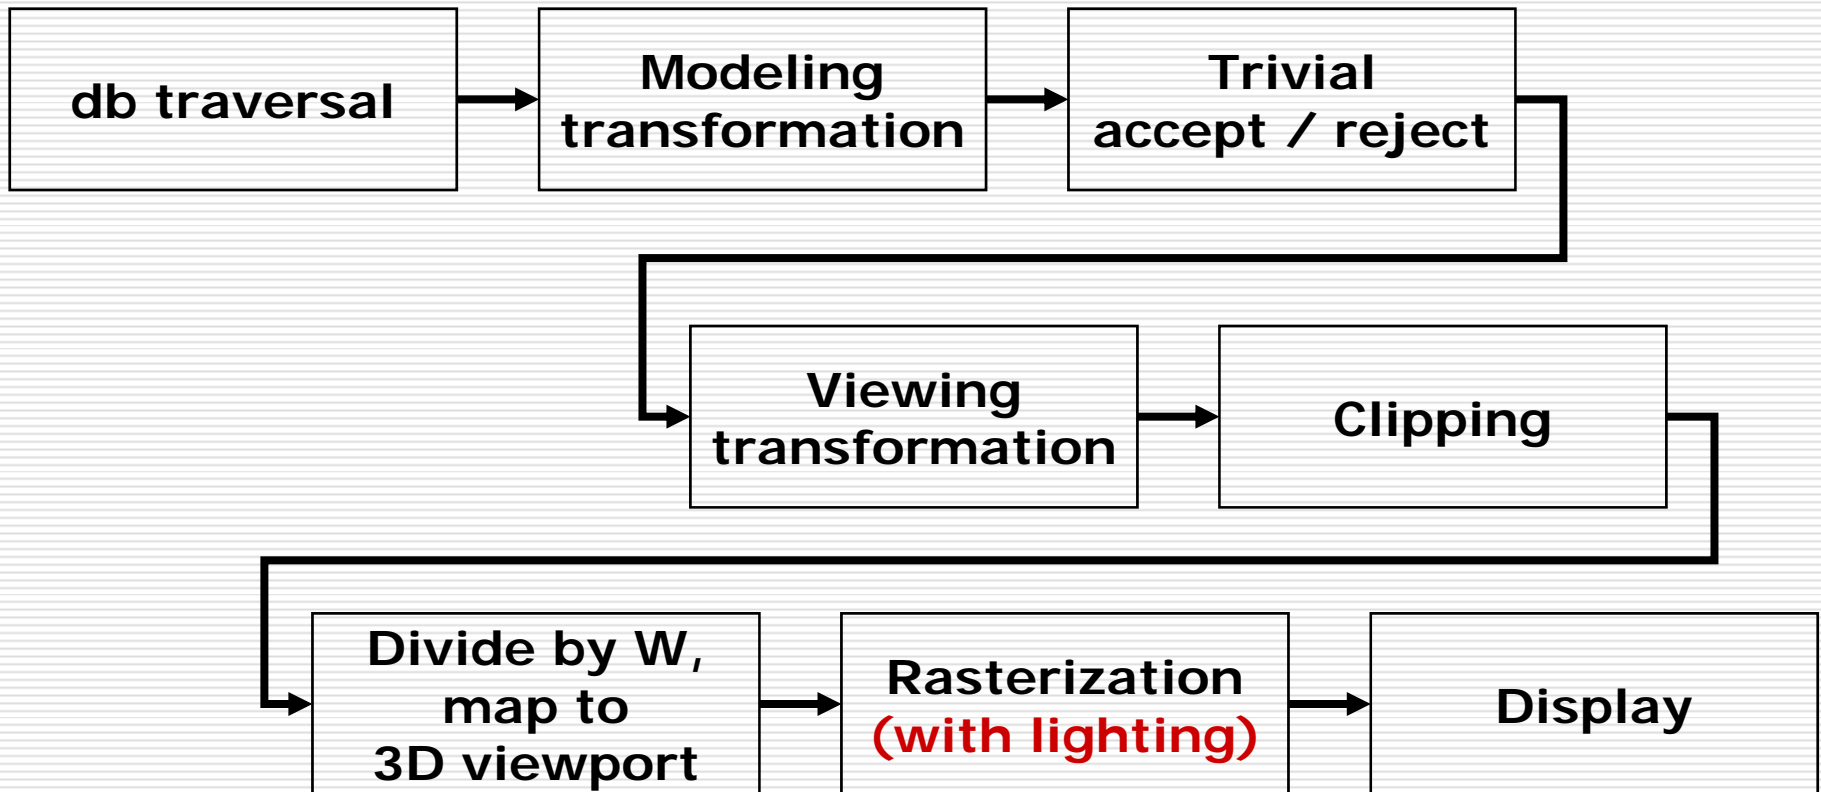 db traversal
Modeling
transformation
Trivial
accept / reject
Viewing
transformation
Clipping
Divide by W,
map to
3D viewport
Rasterization
(with lighting)
Display